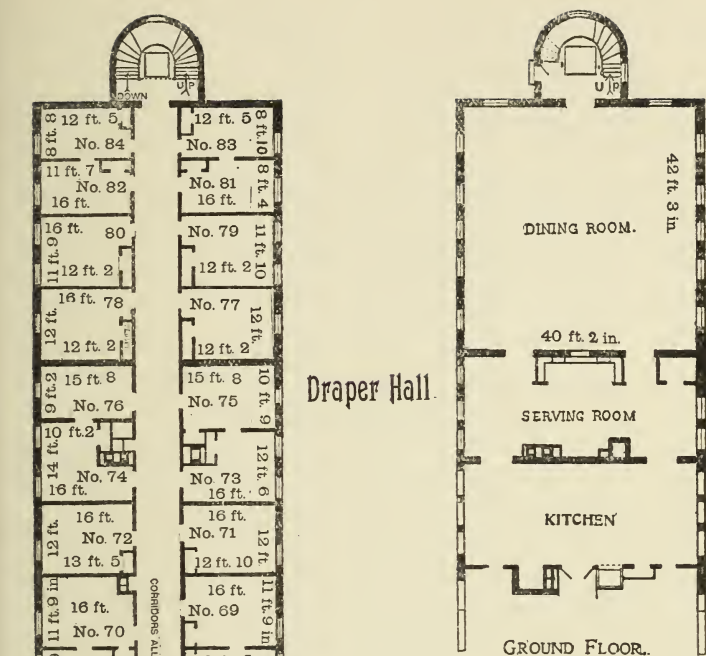 DOWN
UP
12 ft. 5
8 ft. 8
No. 84
12 ft. 5
8 ft. 10
No. 83
11 ft. 7
No. 82
16 ft.
No. 81
16 ft.
8 ft. 4
16 ft.
80
11 ft. 9
12 ft. 2
No. 79
11 ft. 10
12 ft. 2
16 ft.
78
12 ft.
12 ft. 2
No. 77
12 ft.
12 ft. 2
15 ft. 8
9 ft. 2
No. 76
15 ft. 8
10 ft. 9
No. 75
10 ft. 2
14 ft.
No. 74
16 ft.
12 ft. 6
No. 73
16 ft.
16 ft.
No. 72
12 ft.
13 ft. 5
16 ft.
No. 71
12 ft.
12 ft. 10
11 ft. 9 in
16 ft.
No. 70
16 ft.
No. 69
11 ft. 9 in
CORRIDORS ALL
Draper Hall.
UP
DINING ROOM.
42 ft. 3 in.
40 ft. 2 in.
SERVING ROOM
KITCHEN
GROUND FLOOR.